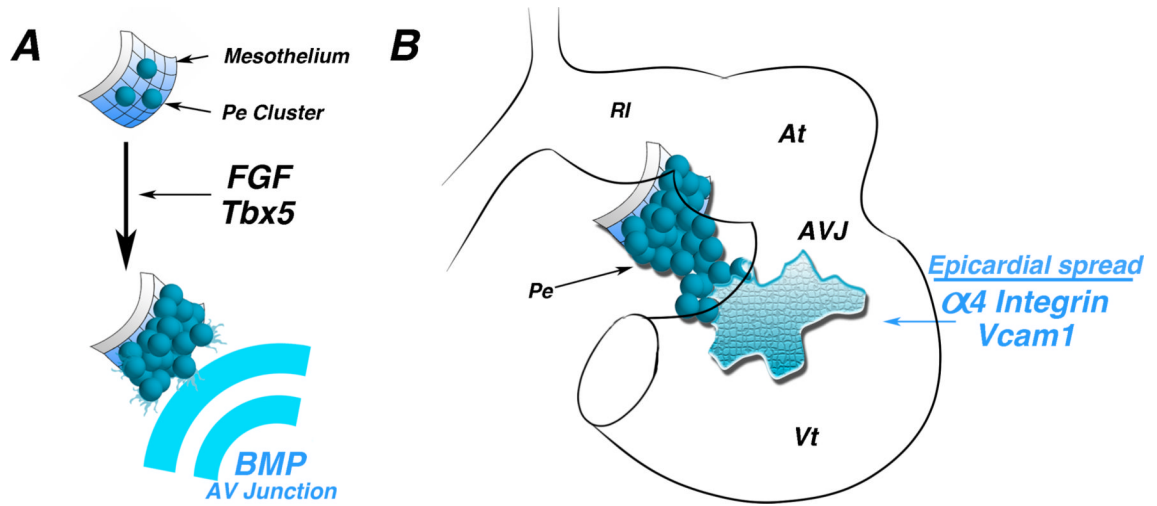 A
Mesothelium
Pe Cluster
FGF
Tbx5
BMP
AV Junction
B
RI
At
AVJ
Pe
Vt
Epicardial spread
α4 Integrin
Vcam1